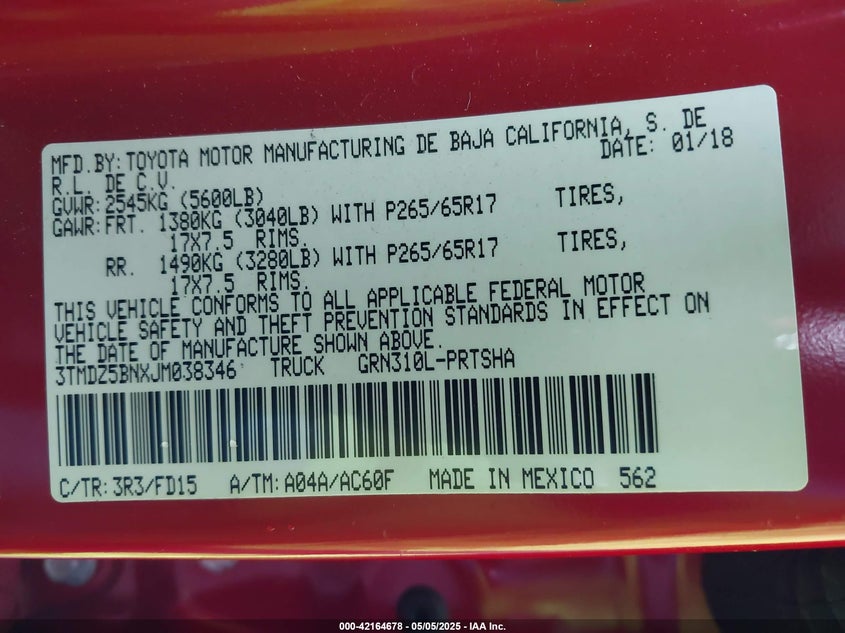 MFD.BY:TOYOTA MOTOR MANUFACTURING DE BAJA CALIFORNIA, S. DE
R.L. DE C.V. DATE: 01/18
GVWR:2545KG (5600LB)
GAWR:FRT. 1380KG (3040LB) WITH P265/65R17 TIRES,
17X7.5 RIMS.
RR. 1490KG (3280LB) WITH P265/65R17 TIRES,
17X7.5 RIMS.
THIS VEHICLE CONFORMS TO ALL APPLICABLE FEDERAL MOTOR
VEHICLE SAFETY AND THEFT PREVENTION STANDARDS IN EFFECT ON
THE DATE OF MANUFACTURE SHOWN ABOVE.
3TMDZ5BNXJM038346 TRUCK GRN310L-PRTSHA
C/TR:3R3/FD15 A/TM:A04A/AC60F MADE IN MEXICO 562
000-42164678 - 05/05/2025 - IAA Inc.